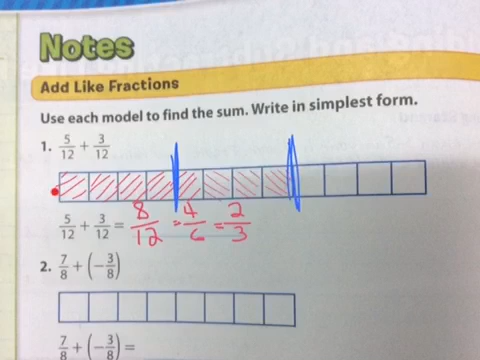 Notes
Add Like Fractions
Use each model to find the sum. Write in simplest form.
1. 5/12 + 3/12
5/12 + 3/12 = 8/12 = 4/6 = 2/3
2. 7/8 + (-3/8)
7/8 + (-3/8) =